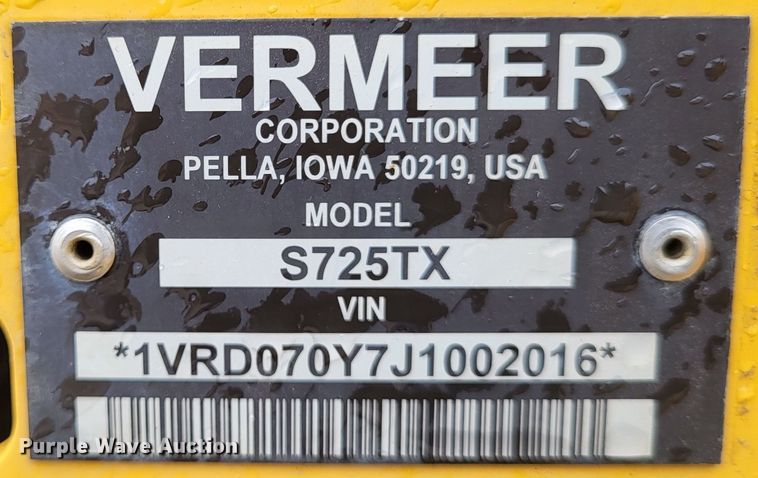 VERMEER
CORPORATION
PELLA, IOWA 50219, USA
MODEL
S725TX
VIN
*1VRD070Y7J1002016*
Purple Wave Auction